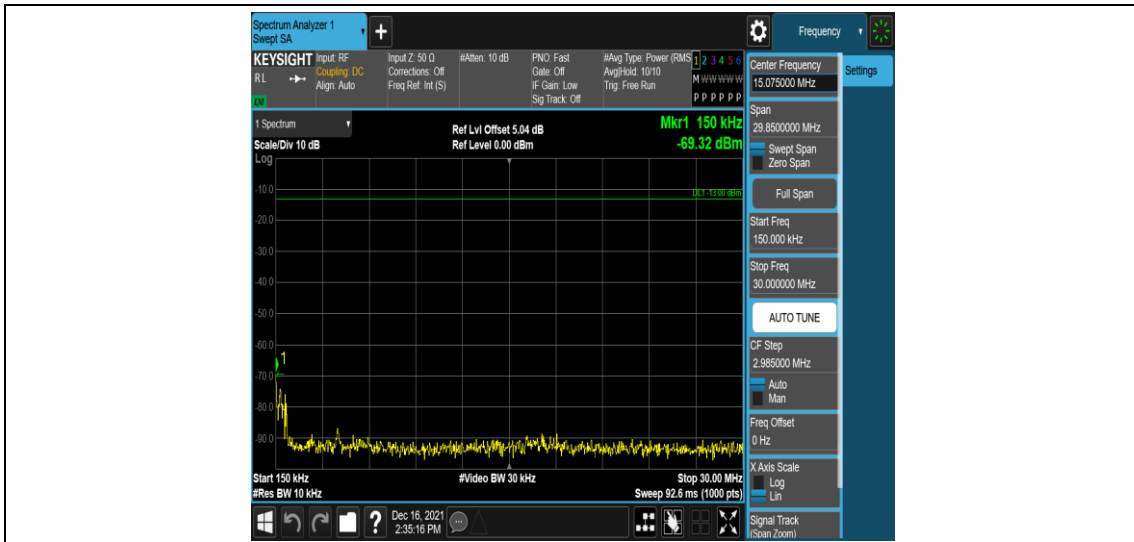 Spectrum Analyzer 1
Swept SA
+
Frequency
KEYSIGHT
RL
Input: RF
Coupling: DC
Align: Auto
Input Z: 50 Ω
Corrections: Off
Freq Ref: Int (S)
#Atten: 10 dB
PNO: Fast
Gate: Off
IF Gain: Low
Sig Track: Off
#Avg Type: Power (RMS
Avg|Hold: 10/10
Trig: Free Run
1 2 3 4 5 6
M W W W W W
P P P P P P
1 Spectrum
Scale/Div 10 dB
Log
Ref Lvl Offset 5.04 dB
Ref Level 0.00 dBm
Mkr1 150 kHz
-69.32 dBm
DL1 -13.00 dBm
-10.0
-20.0
-30.0
-40.0
-50.0
-60.0
-70.0
-80.0
-90.0
1
Start 150 kHz
#Res BW 10 kHz
#Video BW 30 kHz
Stop 30.00 MHz
Sweep 92.6 ms (1000 pts)
Center Frequency
15.075000 MHz
Settings
Span
29.8500000 MHz
Swept Span
Zero Span
Full Span
Start Freq
150.000 kHz
Stop Freq
30.000000 MHz
AUTO TUNE
CF Step
2.985000 MHz
Auto
Man
Freq Offset
0 Hz
X Axis Scale
Log
Lin
Signal Track
(Span Zoom)
?
Dec 16, 2021
2:35:16 PM